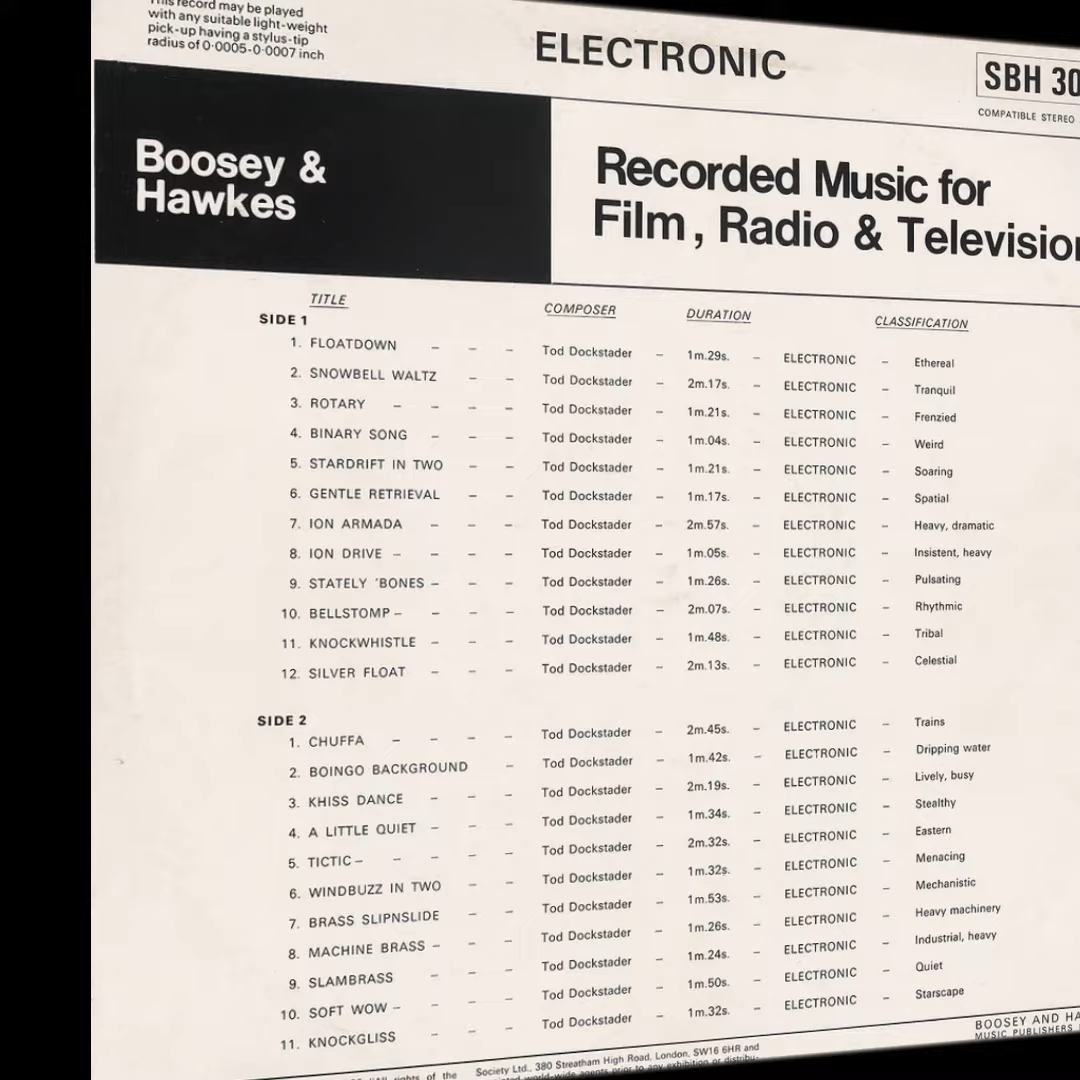 This record may be played
with any suitable light-weight
pick-up having a stylus-tip
radius of 0·0005-0·0007 inch
ELECTRONIC
SBH 30
COMPATIBLE STEREO
Boosey &
Hawkes
Recorded Music for
Film, Radio & Television
TITLE COMPOSER DURATION CLASSIFICATION
SIDE 1
1. FLOATDOWN – – – Tod Dockstader – 1m.29s. – ELECTRONIC – Ethereal
2. SNOWBELL WALTZ – – Tod Dockstader – 2m.17s. – ELECTRONIC – Tranquil
3. ROTARY – – – – Tod Dockstader – 1m.21s. – ELECTRONIC – Frenzied
4. BINARY SONG – – – Tod Dockstader – 1m.04s. – ELECTRONIC – Weird
5. STARDRIFT IN TWO – – Tod Dockstader – 1m.21s. – ELECTRONIC – Soaring
6. GENTLE RETRIEVAL – – Tod Dockstader – 1m.17s. – ELECTRONIC – Spatial
7. ION ARMADA – – – Tod Dockstader – 2m.57s. – ELECTRONIC – Heavy, dramatic
8. ION DRIVE – – – – Tod Dockstader – 1m.05s. – ELECTRONIC – Insistent, heavy
9. STATELY 'BONES – – – Tod Dockstader – 1m.26s. – ELECTRONIC – Pulsating
10. BELLSTOMP – – – – Tod Dockstader – 2m.07s. – ELECTRONIC – Rhythmic
11. KNOCKWHISTLE – – – Tod Dockstader – 1m.48s. – ELECTRONIC – Tribal
12. SILVER FLOAT – – – Tod Dockstader – 2m.13s. – ELECTRONIC – Celestial
SIDE 2
1. CHUFFA – – – – Tod Dockstader – 2m.45s. – ELECTRONIC – Trains
2. BOINGO BACKGROUND – Tod Dockstader – 1m.42s. – ELECTRONIC – Dripping water
3. KHISS DANCE – – – Tod Dockstader – 2m.19s. – ELECTRONIC – Lively, busy
4. A LITTLE QUIET – – – Tod Dockstader – 1m.34s. – ELECTRONIC – Stealthy
5. TICTIC – – – – – Tod Dockstader – 2m.32s. – ELECTRONIC – Eastern
6. WINDBUZZ IN TWO – – Tod Dockstader – 1m.32s. – ELECTRONIC – Menacing
7. BRASS SLIPNSLIDE – – Tod Dockstader – 1m.53s. – ELECTRONIC – Mechanistic
8. MACHINE BRASS – – – Tod Dockstader – 1m.26s. – ELECTRONIC – Heavy machinery
9. SLAMBRASS – – – Tod Dockstader – 1m.24s. – ELECTRONIC – Industrial, heavy
10. SOFT WOW – – – – Tod Dockstader – 1m.50s. – ELECTRONIC – Quiet
11. KNOCKGLISS – – – Tod Dockstader – 1m.32s. – ELECTRONIC – Starscape
BOOSEY AND HA
MUSIC PUBLISHERS
rights of the
Society Ltd., 380 Streatham High Road, London, SW16 6HR and
world-wide agents prior to any exhibition or